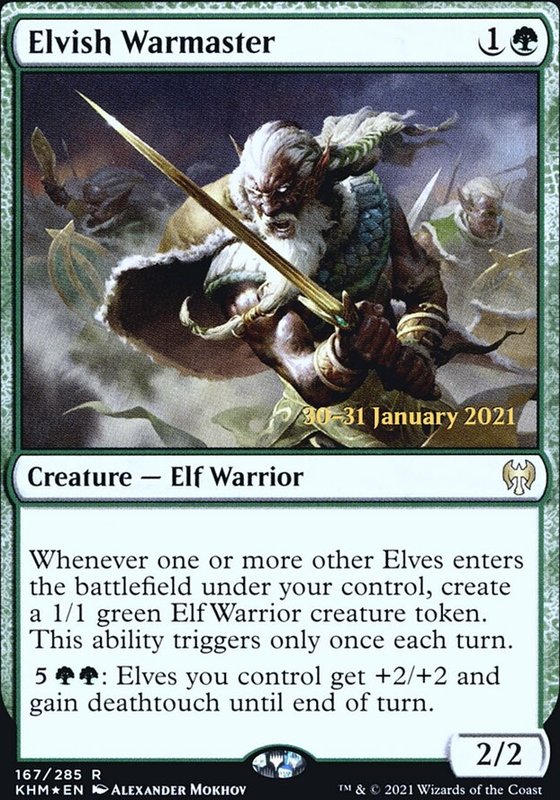 Elvish Warmaster 1
30–31 January 2021
Creature — Elf Warrior
Whenever one or more other Elves enters
the battlefield under your control, create
a 1/1 green Elf Warrior creature token.
This ability triggers only once each turn.
5 : Elves you control get +2/+2 and
gain deathtouch until end of turn.
2/2
167/285 R
KHM★EN Alexander Mokhov
™ & © 2021 Wizards of the Coast